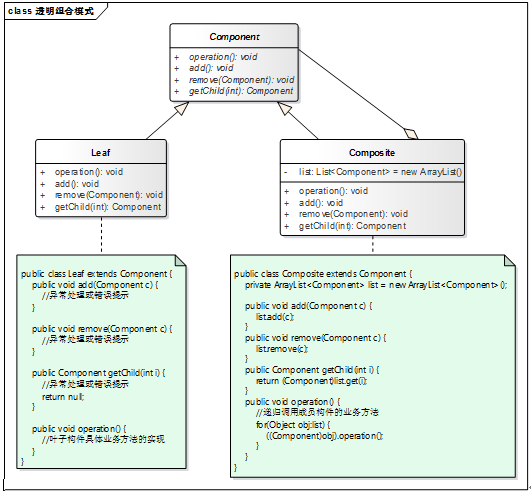 class 透明组合模式
Component
+ operation(): void
+ add(): void
+ remove(Component): void
+ getChild(int): Component
Leaf
+ operation(): void
+ add(): void
+ remove(Component): void
+ getChild(int): Component
Composite
- list: List<Component> = new ArrayList()
+ operation(): void
+ add(): void
+ remove(Component): void
+ getChild(int): Component
public class Leaf extends Component {
public void add(Component c) {
//异常处理或错误提示
}
public void remove(Component c) {
//异常处理或错误提示
}
public Component getChild(int i) {
//异常处理或错误提示
return null;
}
public void operation() {
//叶子构件具体业务方法的实现
}
}
public class Composite extends Component {
private ArrayList<Component> list = new ArrayList<Component>();
public void add(Component c) {
list.add(c);
}
public void remove(Component c) {
list.remove(c);
}
public Component getChild(int i) {
return (Component)list.get(i);
}
public void operation() {
//递归调用成员构件的业务方法
for(Object obj:list) {
((Component)obj).operation();
}
}
}